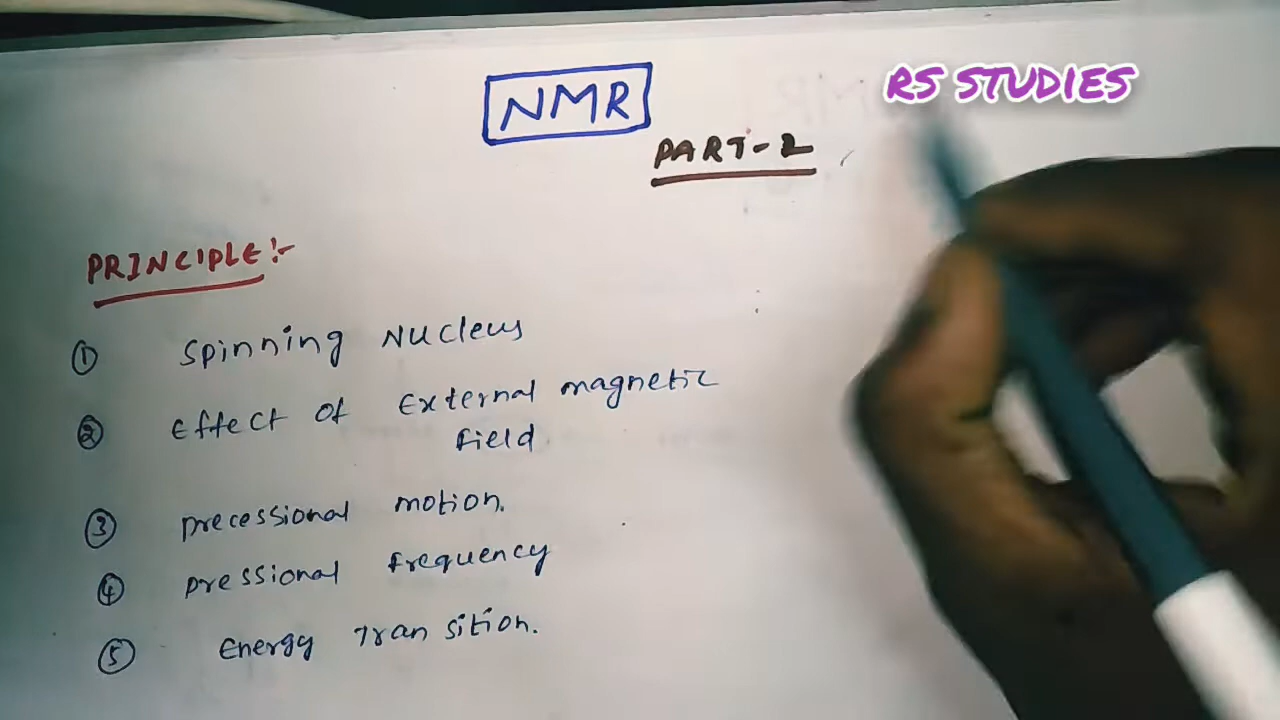 NMR
RS STUDIES
PART-2
PRINCIPLE:-
① Spinning Nucleus
② Effect of External magnetic
field
③ precessional motion.
④ pressional frequency
⑤ Energy Transition.